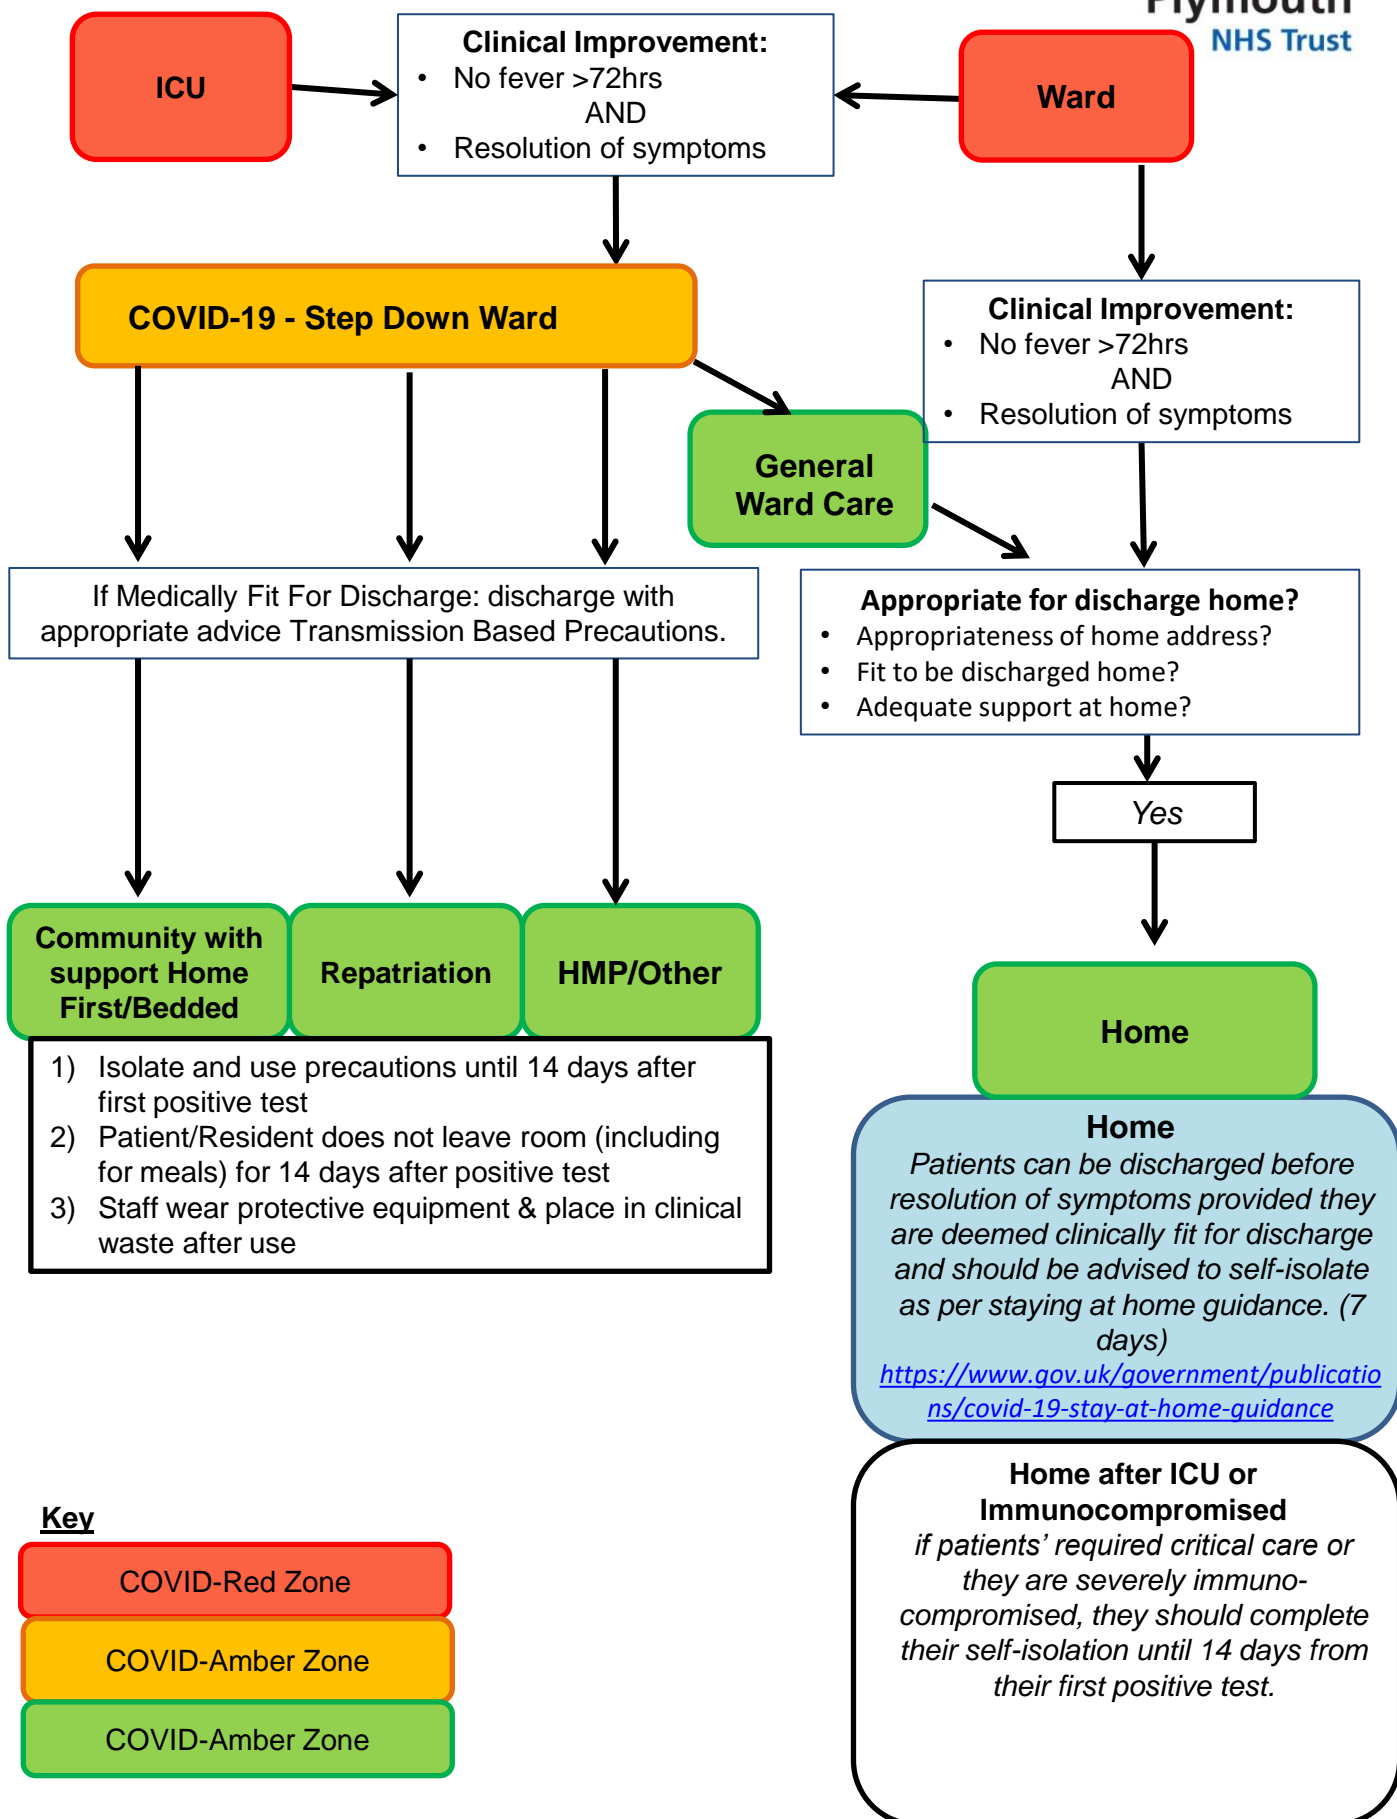 Plymouth
NHS Trust
ICU
Clinical Improvement:
• No fever >72hrs
AND
• Resolution of symptoms
Ward
COVID-19 - Step Down Ward
Clinical Improvement:
• No fever >72hrs
AND
• Resolution of symptoms
General
Ward Care
If Medically Fit For Discharge: discharge with
appropriate advice Transmission Based Precautions.
Appropriate for discharge home?
• Appropriateness of home address?
• Fit to be discharged home?
• Adequate support at home?
Yes
Community with
support Home
First/Bedded
Repatriation
HMP/Other
1) Isolate and use precautions until 14 days after
first positive test
2) Patient/Resident does not leave room (including
for meals) for 14 days after positive test
3) Staff wear protective equipment & place in clinical
waste after use
Home
Home
Patients can be discharged before
resolution of symptoms provided they
are deemed clinically fit for discharge
and should be advised to self-isolate
as per staying at home guidance. (7
days)
https://www.gov.uk/government/publicatio
ns/covid-19-stay-at-home-guidance
Home after ICU or
Immunocompromised
if patients’ required critical care or
they are severely immuno-
compromised, they should complete
their self-isolation until 14 days from
their first positive test.
Key
COVID-Red Zone
COVID-Amber Zone
COVID-Amber Zone